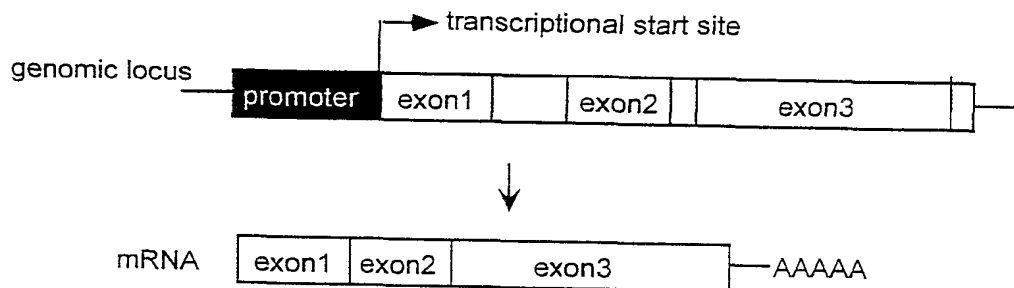 transcriptional start site
genomic locus
promoter exon1 exon2 exon3
mRNA exon1 exon2 exon3 AAAAA